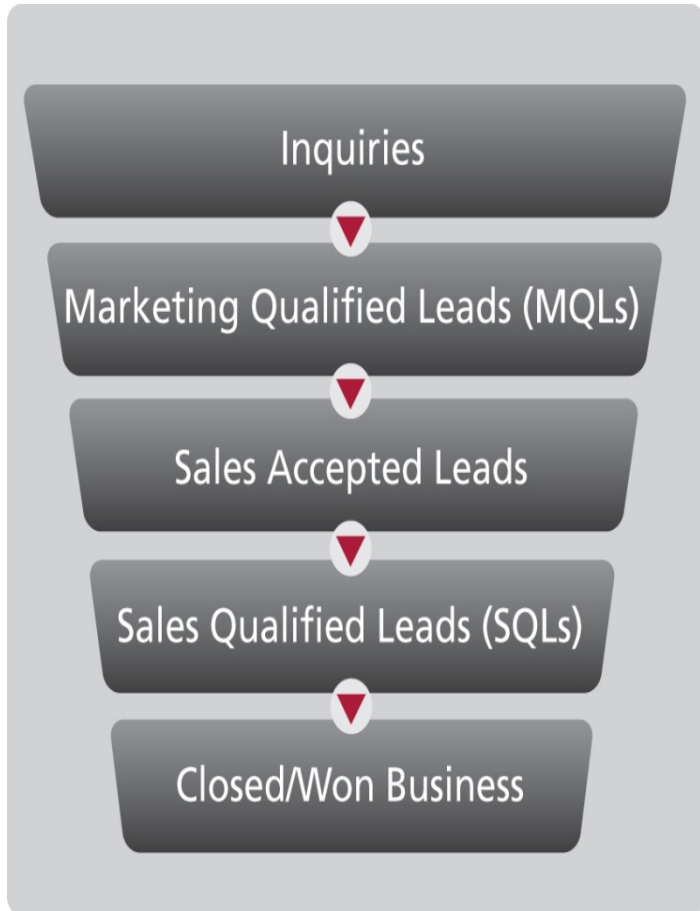 Inquiries
Marketing Qualified Leads (MQLs)
Sales Accepted Leads
Sales Qualified Leads (SQLs)
Closed/Won Business